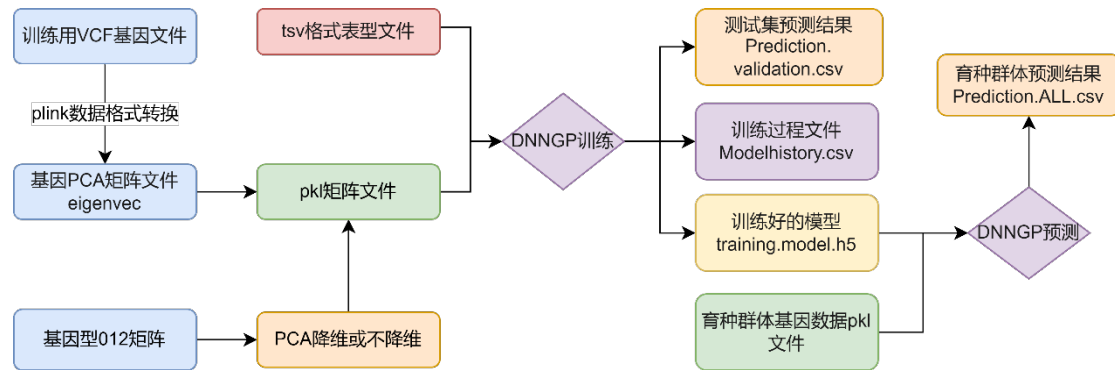 训练用VCF基因文件
plink数据格式转换
基因PCA矩阵文件
eigenvec
基因型012矩阵
tsv格式表型文件
pkl矩阵文件
PCA降维或不降维
DNNGP训练
测试集预测结果
Prediction.
validation.csv
训练过程文件
Modelhistory.csv
训练好的模型
training.model.h5
育种群体基因数据pkl
文件
育种群体预测结果
Prediction.ALL.csv
DNNGP预测